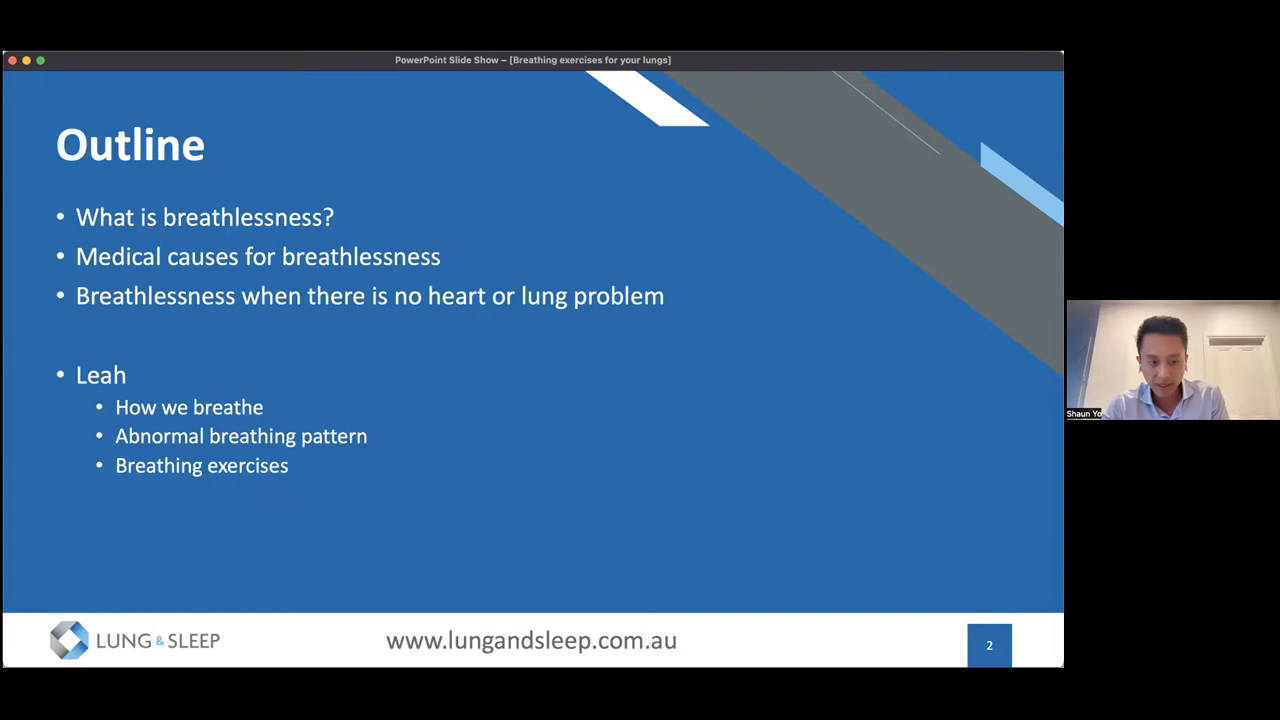 PowerPoint Slide Show – [Breathing exercises for your lungs]
Outline
• What is breathlessness?
• Medical causes for breathlessness
• Breathlessness when there is no heart or lung problem
• Leah
• How we breathe
• Abnormal breathing pattern
• Breathing exercises
LUNG & SLEEP
www.lungandsleep.com.au
2
Shaun Yo